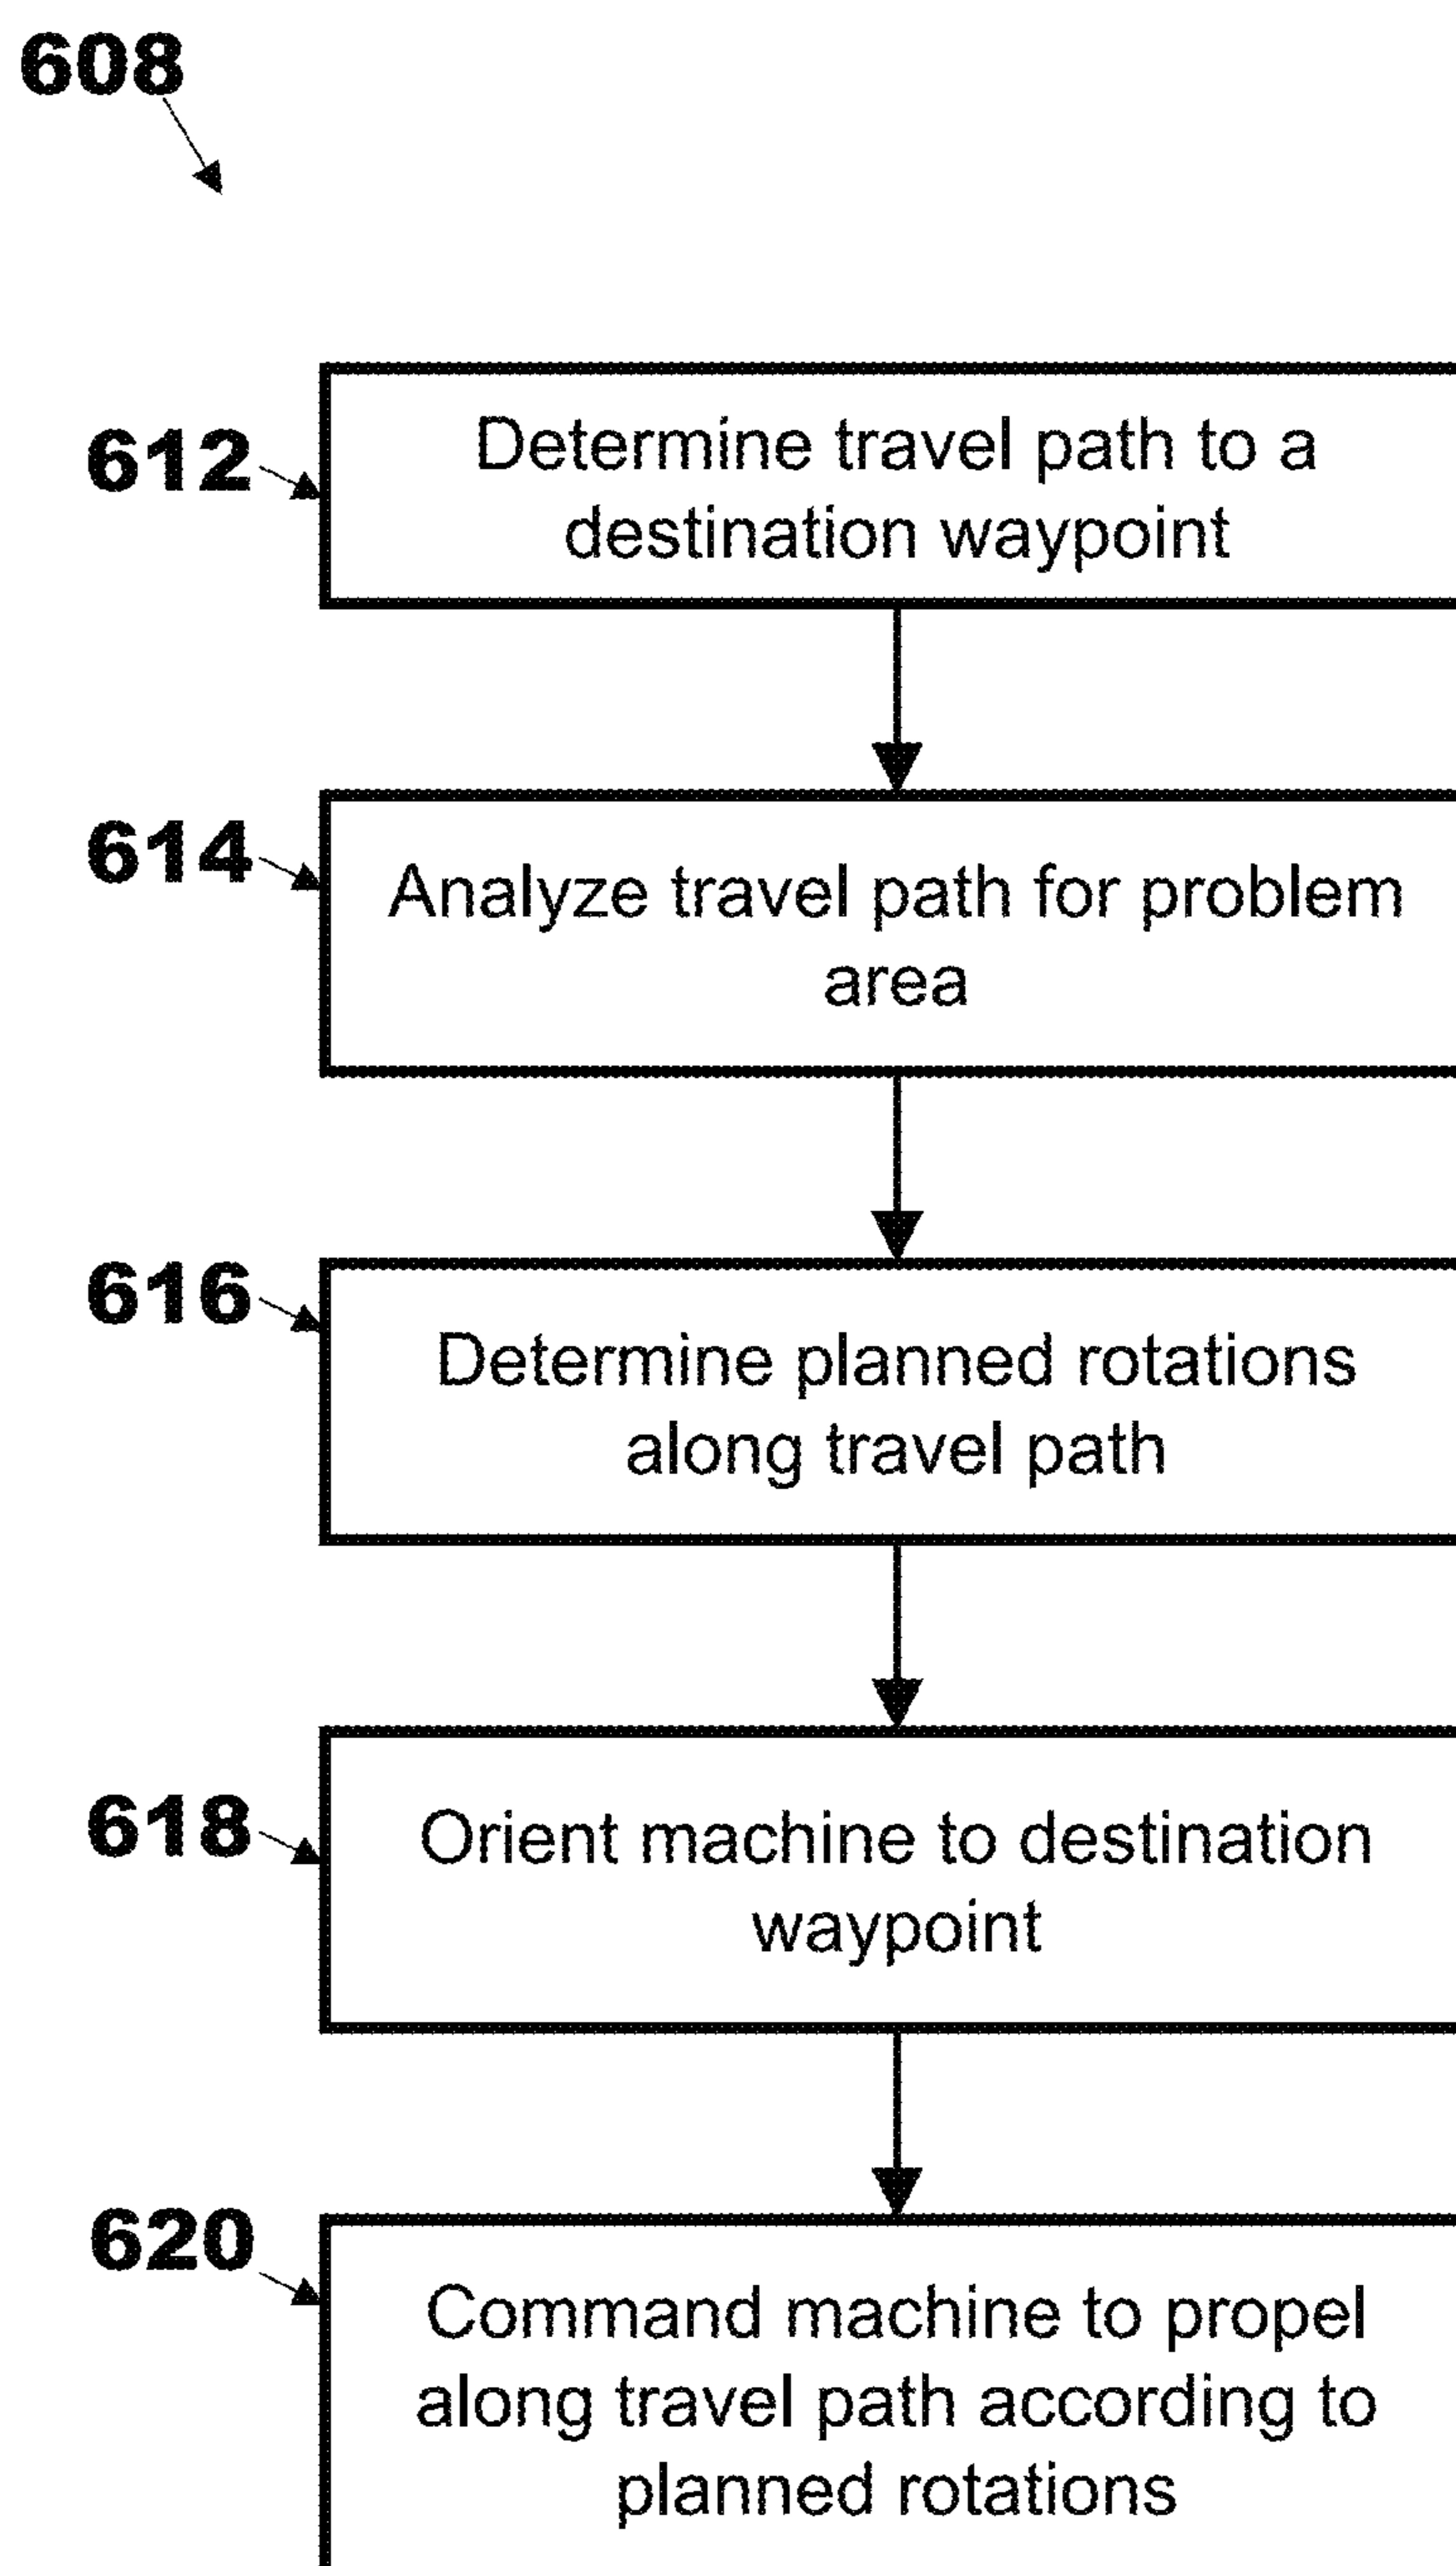 608
612
Determine travel path to a
destination waypoint
614
Analyze travel path for problem
area
616
Determine planned rotations
along travel path
618
Orient machine to destination
waypoint
620
Command machine to propel
along travel path according to
planned rotations